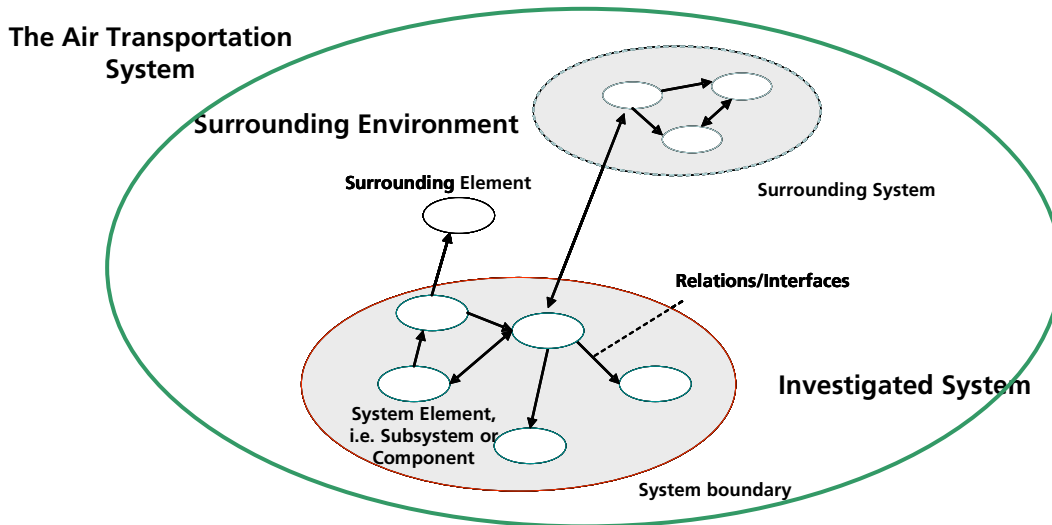 The Air Transportation
System
Surrounding Environment
Surrounding Element
Surrounding System
Relations/Interfaces
Investigated System
System Element,
i.e. Subsystem or
Component
System boundary